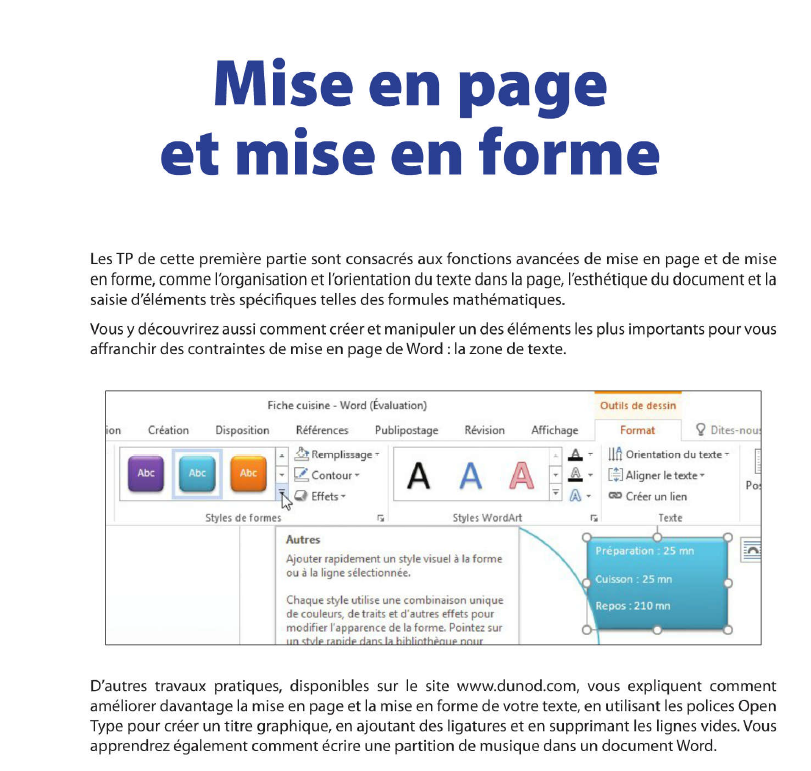 Mise en page
et mise en forme
Les TP de cette première partie sont consacrés aux fonctions avancées de mise en page et de mise
en forme, comme l'organisation et l'orientation du texte dans la page, l'esthétique du document et la
saisie d'éléments très spécifiques telles des formules mathématiques.
Vous y découvrirez aussi comment créer et manipuler un des éléments les plus importants pour vous
affranchir des contraintes de mise en page de Word : la zone de texte.
Fiche cuisine - Word (Évaluation)
Outils de dessin
ion Création Disposition Références Publipostage Révision Affichage Format Dites-nous
Abc Abc Abc Remplissage A A A A Orientation du texte
Contour A Aligner le texte
Effets A Créer un lien Pos
Styles de formes Styles WordArt Texte
Autres
Ajouter rapidement un style visuel à la forme
ou à la ligne sélectionnée.
Chaque style utilise une combinaison unique
de couleurs, de traits et d'autres effets pour
modifier l'apparence de la forme. Pointez sur
un style rapide dans la bibliothèque pour
Préparation : 25 mn
Cuisson : 25 mn
Repos : 210 mn
D'autres travaux pratiques, disponibles sur le site www.dunod.com, vous expliquent comment
améliorer davantage la mise en page et la mise en forme de votre texte, en utilisant les polices Open
Type pour créer un titre graphique, en ajoutant des ligatures et en supprimant les lignes vides. Vous
apprendrez également comment écrire une partition de musique dans un document Word.